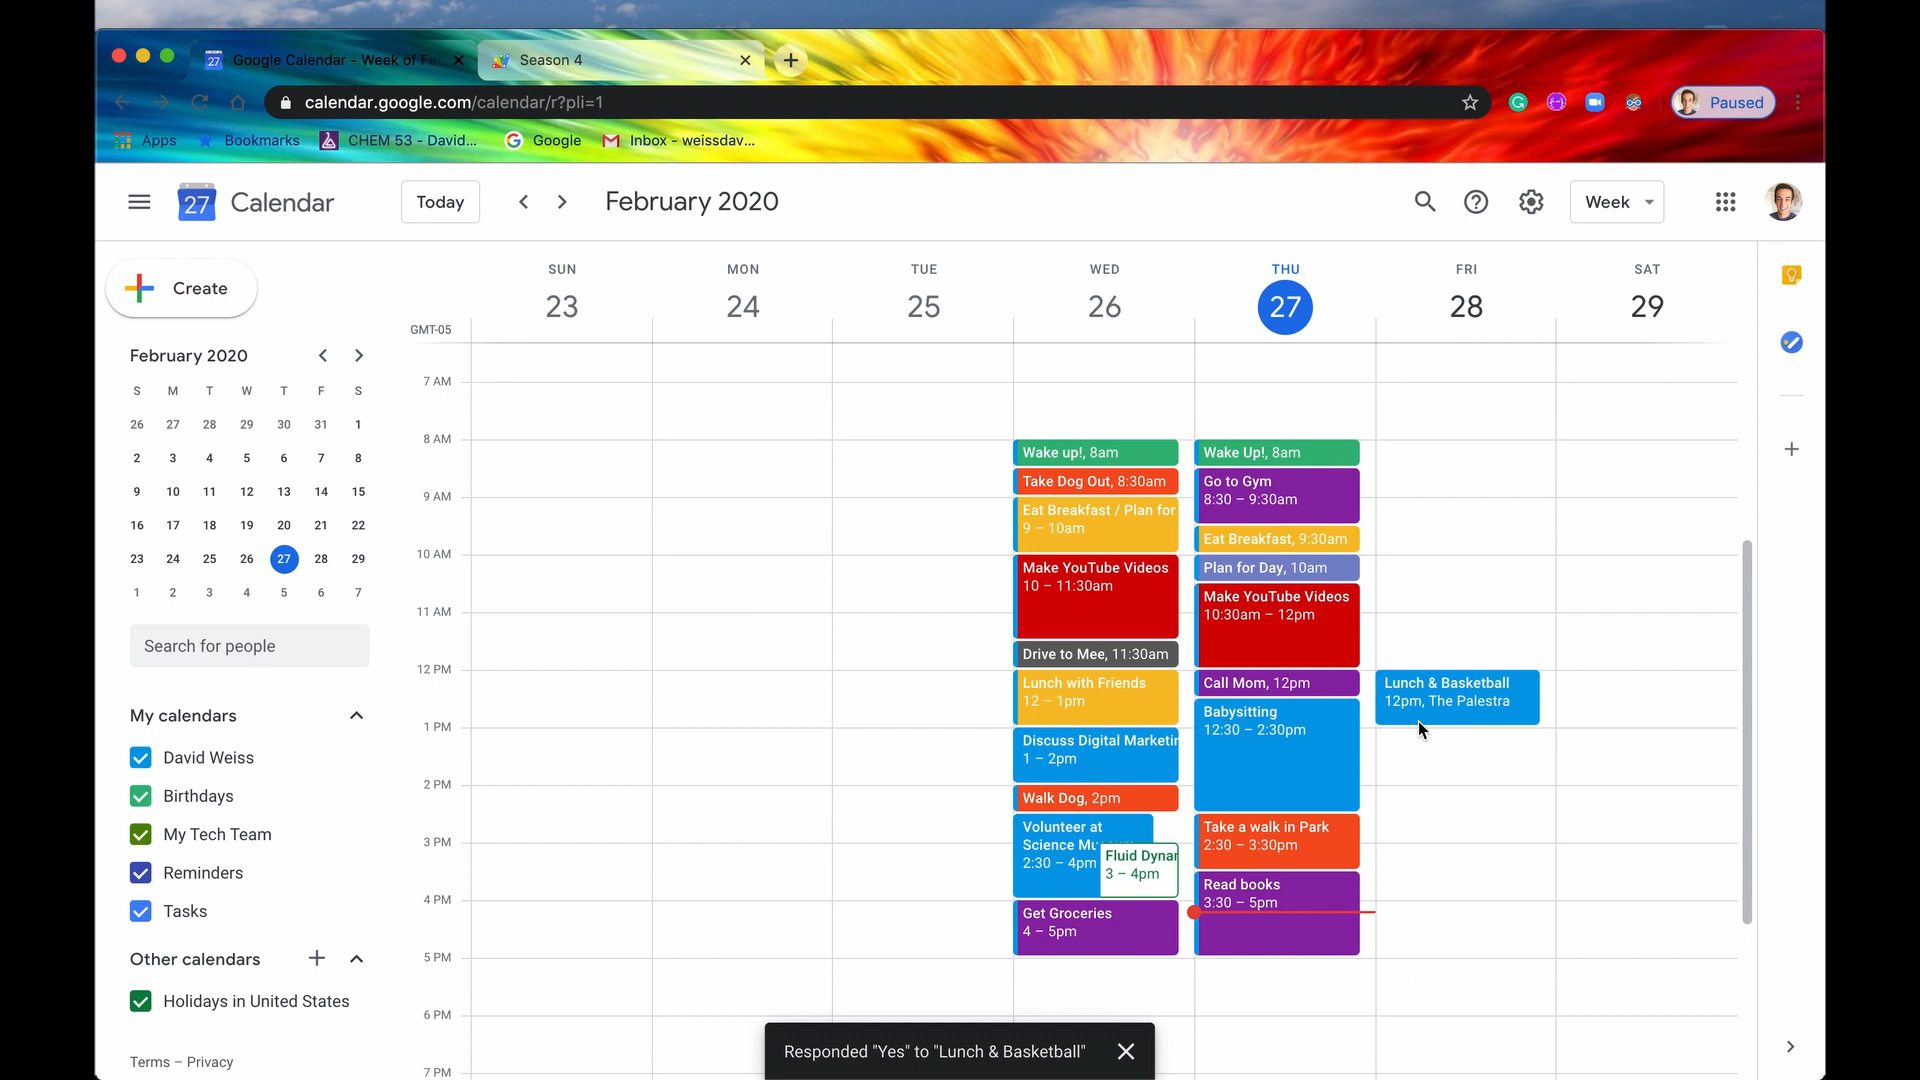 27 Google Calendar - Week of Fe
Season 4
calendar.google.com/calendar/r?pli=1
Paused
Apps
Bookmarks
CHEM 53 - David...
Google
Inbox - weissdav...
27 Calendar
Today
February 2020
Week
Create
SUN MON TUE WED THU FRI SAT
23 24 25 26 27 28 29
GMT-05
February 2020
S M T W T F S
26 27 28 29 30 31 1
2 3 4 5 6 7 8
9 10 11 12 13 14 15
16 17 18 19 20 21 22
23 24 25 26 27 28 29
1 2 3 4 5 6 7
Search for people
My calendars
David Weiss
Birthdays
My Tech Team
Reminders
Tasks
Other calendars
Holidays in United States
Terms – Privacy
7 AM
8 AM
9 AM
10 AM
11 AM
12 PM
1 PM
2 PM
3 PM
4 PM
5 PM
6 PM
7 PM
Wake up!, 8am
Take Dog Out, 8:30am
Eat Breakfast / Plan for
9 – 10am
Make YouTube Videos
10 – 11:30am
Drive to Mee, 11:30am
Lunch with Friends
12 – 1pm
Discuss Digital Marketin
1 – 2pm
Walk Dog, 2pm
Volunteer at
Science Mu
2:30 – 4pm
Fluid Dynar
3 – 4pm
Get Groceries
4 – 5pm
Wake Up!, 8am
Go to Gym
8:30 – 9:30am
Eat Breakfast, 9:30am
Plan for Day, 10am
Make YouTube Videos
10:30am – 12pm
Call Mom, 12pm
Babysitting
12:30 – 2:30pm
Take a walk in Park
2:30 – 3:30pm
Read books
3:30 – 5pm
Lunch & Basketball
12pm, The Palestra
Responded "Yes" to "Lunch & Basketball"